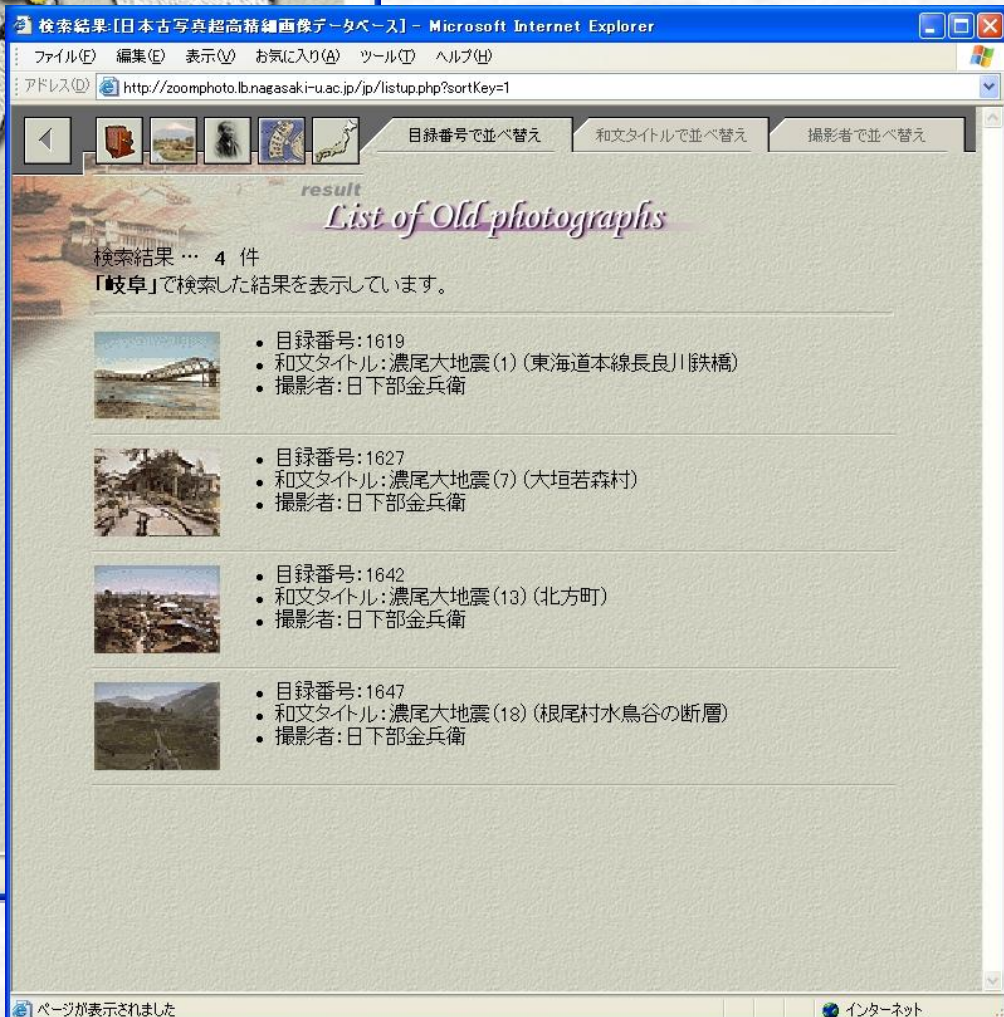 検索結果:[日本古写真超高精細画像データベース] - Microsoft Internet Explorer
ファイル(F) 編集(E) 表示(V) お気に入り(A) ツール(T) ヘルプ(H)
アドレス(D) http://zoomphoto.lb.nagasaki-u.ac.jp/jp/listup.php?sortKey=1
目録番号で並べ替え 和文タイトルで並べ替え 撮影者で並べ替え
result
List of Old photographs
検索結果 … 4 件
「岐阜」で検索した結果を表示しています。
• 目録番号:1619
• 和文タイトル:濃尾大地震(1)(東海道本線長良川鉄橋)
• 撮影者:日下部金兵衛
• 目録番号:1627
• 和文タイトル:濃尾大地震(7)(大垣若森村)
• 撮影者:日下部金兵衛
• 目録番号:1642
• 和文タイトル:濃尾大地震(13)(北方町)
• 撮影者:日下部金兵衛
• 目録番号:1647
• 和文タイトル:濃尾大地震(18)(根尾村水鳥谷の断層)
• 撮影者:日下部金兵衛
ページが表示されました インターネット